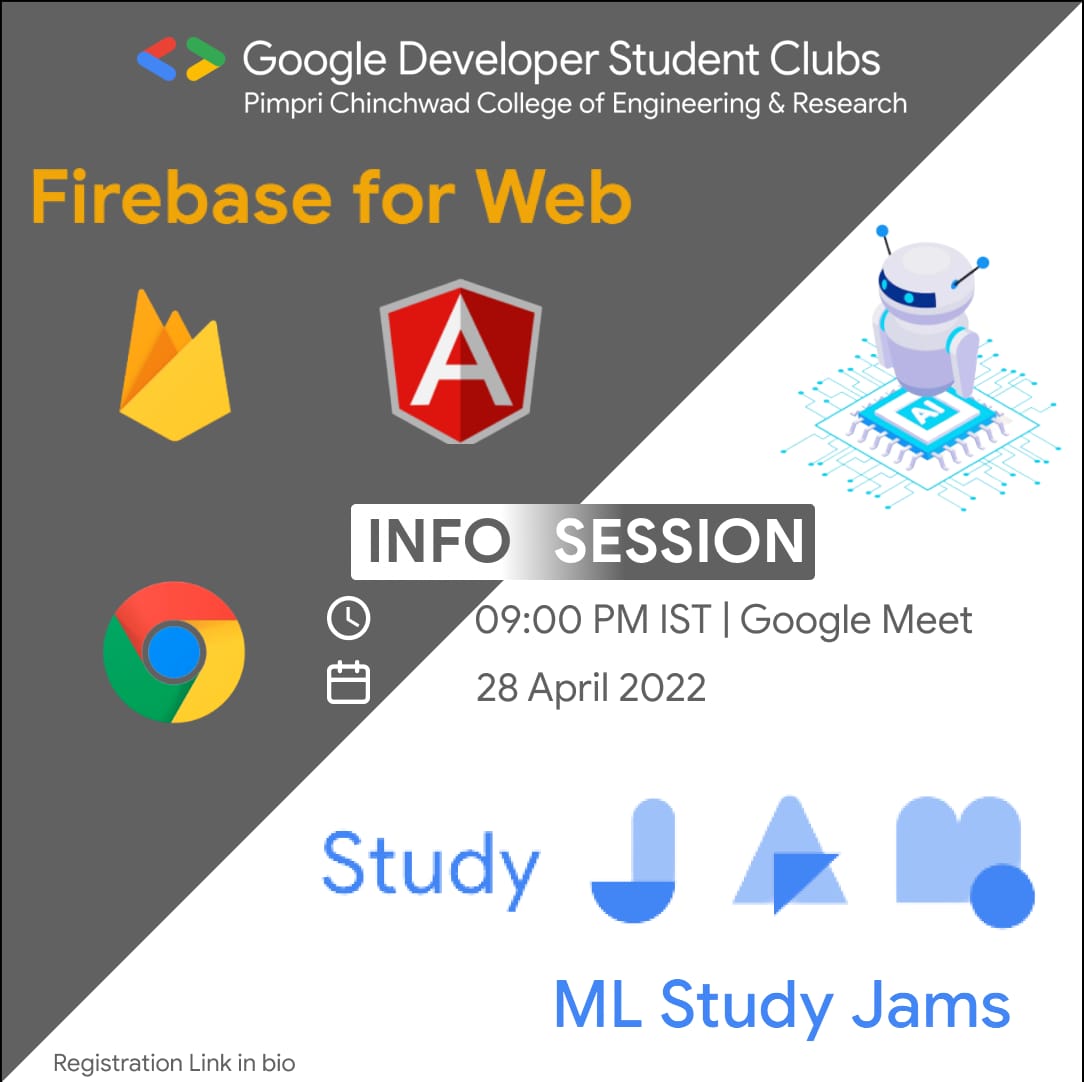 Google Developer Student Clubs
Pimpri Chinchwad College of Engineering & Research
Firebase for Web
A
AI
INFO SESSION
09:00 PM IST | Google Meet
28 April 2022
Study JAM
ML Study Jams
Registration Link in bio